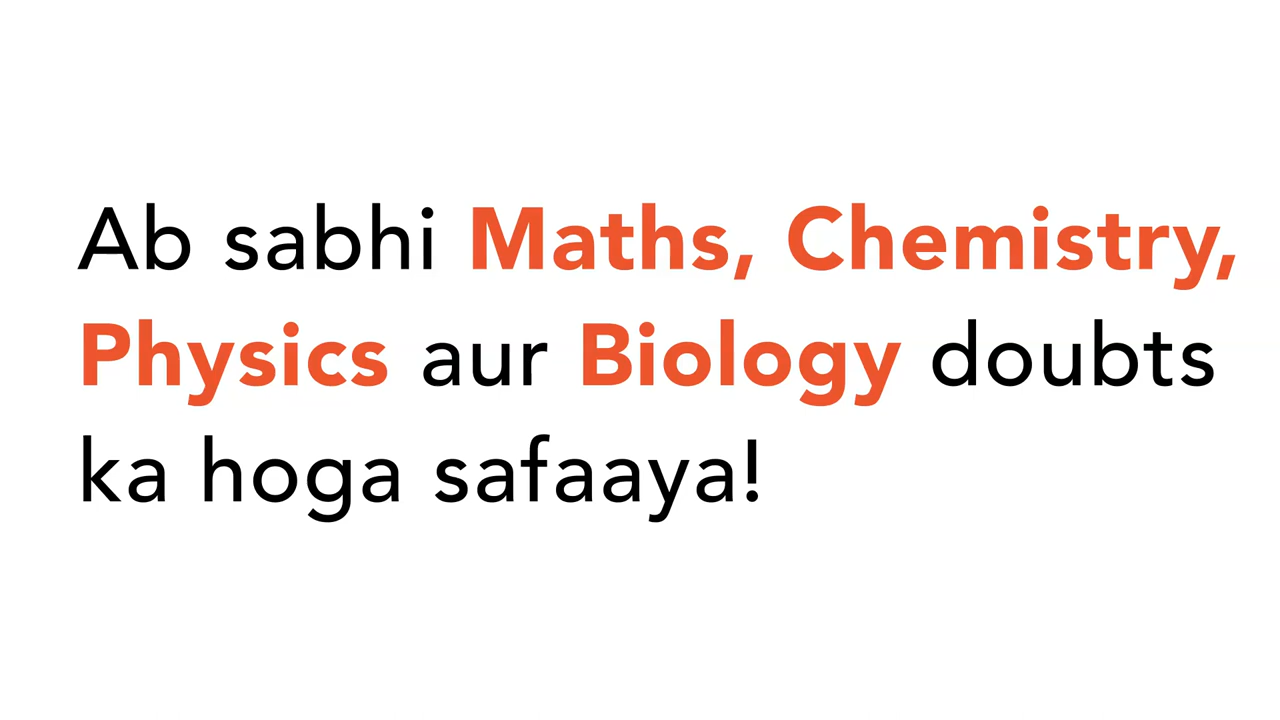 Ab sabhi Maths, Chemistry,
Physics aur Biology doubts
ka hoga safaaya!